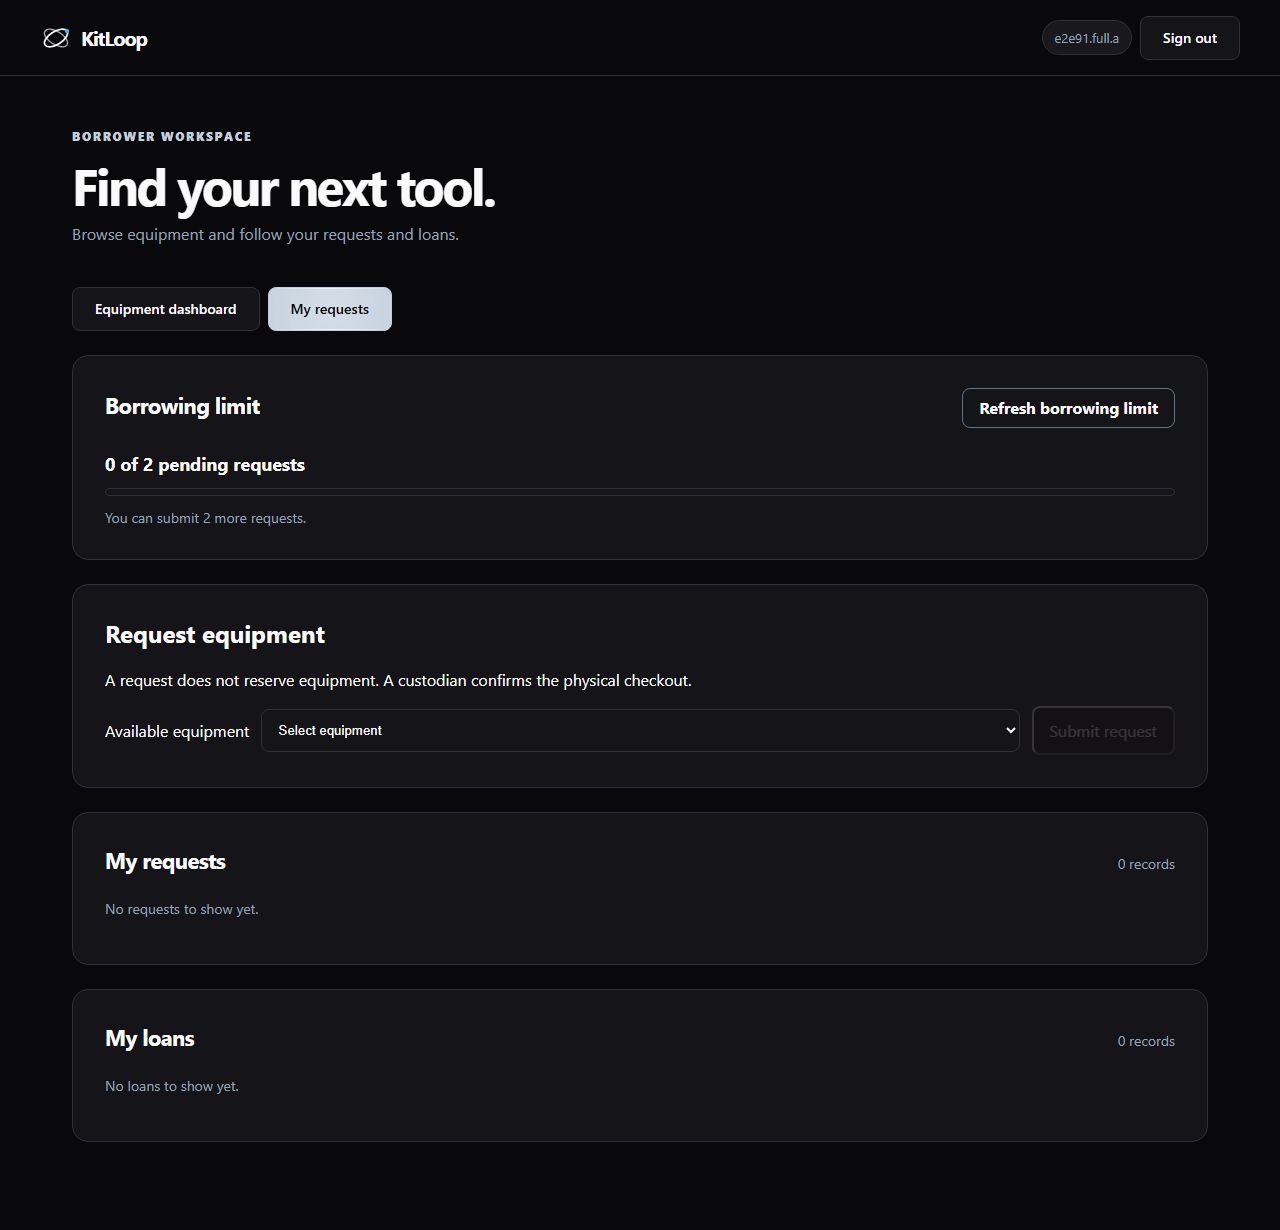 KitLoop
e2e91.full.a
Sign out
BORROWER WORKSPACE
Find your next tool.
Browse equipment and follow your requests and loans.
Equipment dashboard
My requests
Borrowing limit
Refresh borrowing limit
0 of 2 pending requests
You can submit 2 more requests.
Request equipment
A request does not reserve equipment. A custodian confirms the physical checkout.
Available equipment
Select equipment
Submit request
My requests
0 records
No requests to show yet.
My loans
0 records
No loans to show yet.